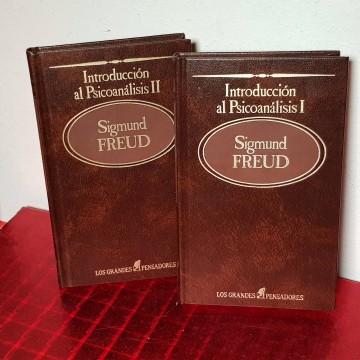 Introducción
al Psicoanálisis II
Sigmund
FREUD
LOS GRANDES PENSADORES
Introducción
al Psicoanálisis I
Sigmund
FREUD
LOS GRANDES PENSADORES